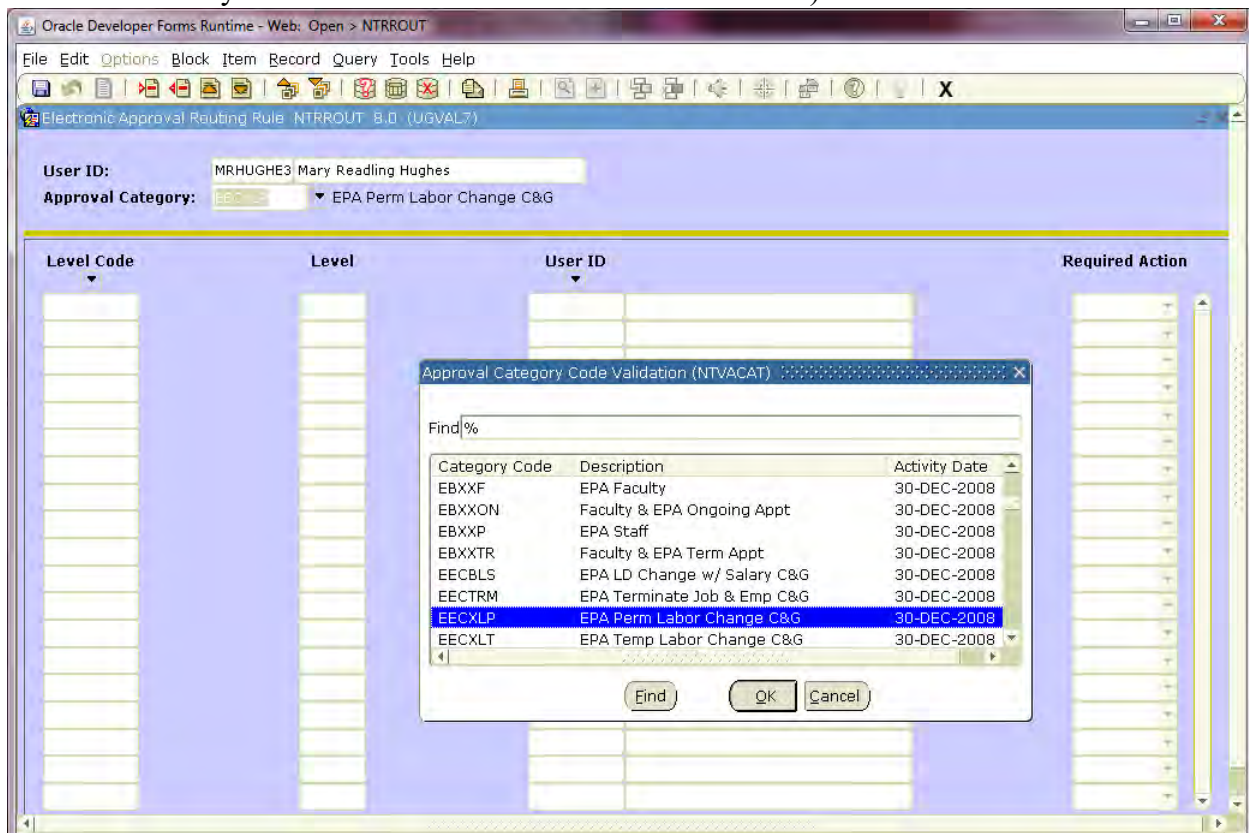 Oracle Developer Forms Runtime - Web: Open > NTRROUT
File Edit Options Block Item Record Query Tools Help
X
Electronic Approval Routing Rule NTRROUT 8.0 (UGVAL7)
User ID: MRHUGHE3 Mary Readling Hughes
Approval Category: EPA Perm Labor Change C&G
Level Code Level User ID Required Action
Approval Category Code Validation (NTVACAT)
Find %
Category Code Description Activity Date
EBXXF EPA Faculty 30-DEC-2008
EBXXON Faculty & EPA Ongoing Appt 30-DEC-2008
EBXXP EPA Staff 30-DEC-2008
EBXXTR Faculty & EPA Term Appt 30-DEC-2008
EECBLS EPA LD Change w/ Salary C&G 30-DEC-2008
EECTRM EPA Terminate Job & Emp C&G 30-DEC-2008
EECXLP EPA Perm Labor Change C&G 30-DEC-2008
EECXLT EPA Temp Labor Change C&G 30-DEC-2008
Find OK Cancel